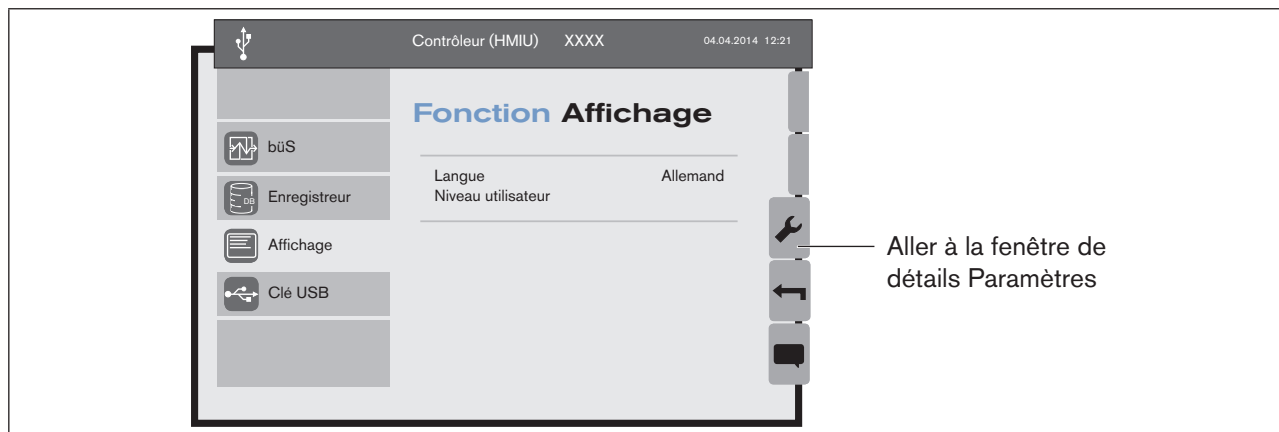 Contrôleur (HMIU) XXXX 04.04.2014 12:21
Fonction Affichage
büS
Enregistreur
DB
Affichage
Clé USB
Langue Allemand
Niveau utilisateur
Aller à la fenêtre de
détails Paramètres